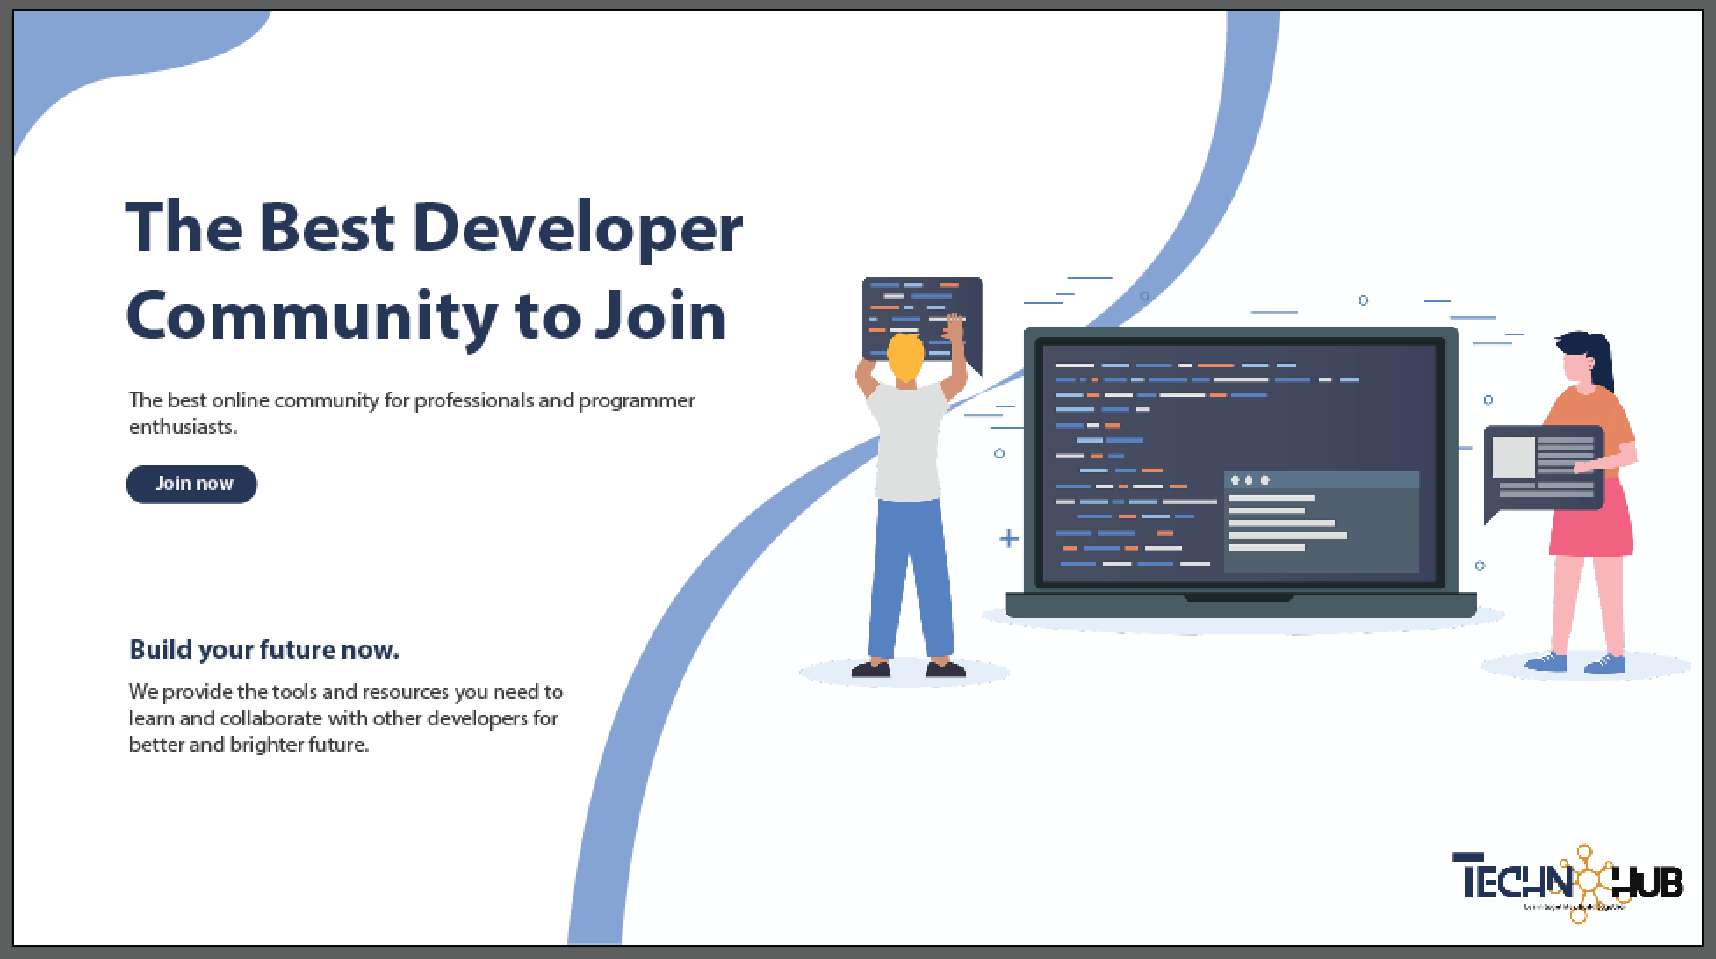 The Best Developer
Community to Join
The best online community for professionals and programmer
enthusiasts.
Join now
Build your future now.
We provide the tools and resources you need to
learn and collaborate with other developers for
better and brighter future.
TECHNOHUB